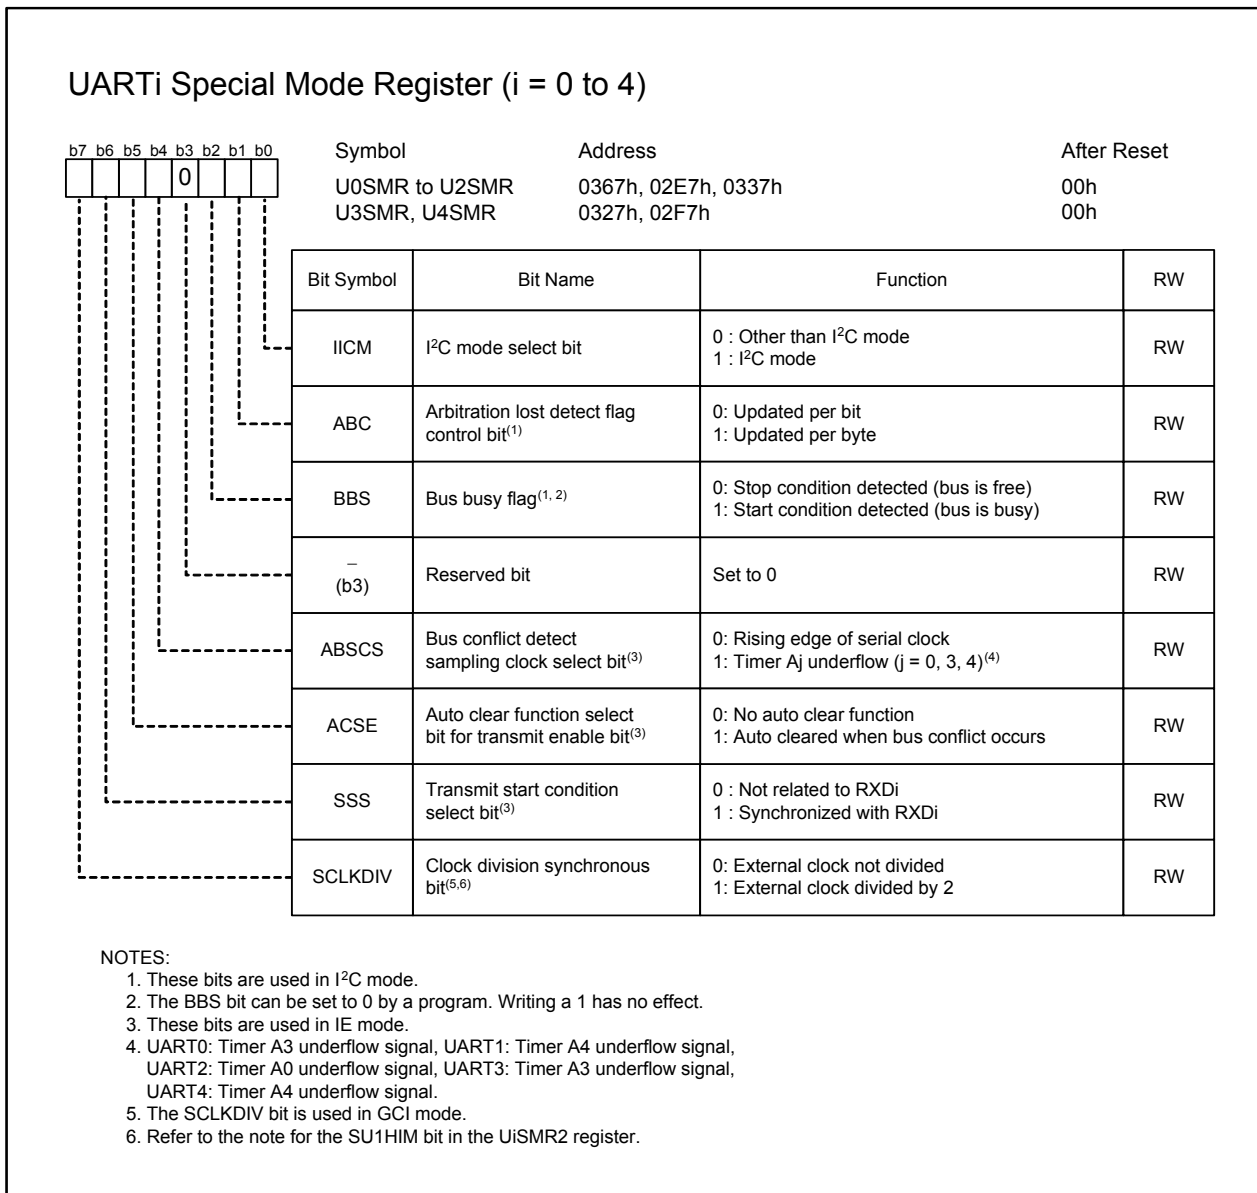 UARTi Special Mode Register (i = 0 to 4)
b7 b6 b5 b4 b3 b2 b1 b0
0
Symbol Address After Reset
U0SMR to U2SMR 0367h, 02E7h, 0337h 00h
U3SMR, U4SMR 0327h, 02F7h 00h
Bit Symbol Bit Name Function RW
IICM I²C mode select bit 0 : Other than I²C mode RW
1 : I²C mode
ABC Arbitration lost detect flag 0: Updated per bit RW
control bit(1) 1: Updated per byte
BBS Bus busy flag(1, 2) 0: Stop condition detected (bus is free) RW
1: Start condition detected (bus is busy)
– Reserved bit Set to 0 RW
(b3)
ABSCS Bus conflict detect 0: Rising edge of serial clock RW
sampling clock select bit(3) 1: Timer Aj underflow (j = 0, 3, 4)(4)
ACSE Auto clear function select 0: No auto clear function RW
bit for transmit enable bit(3) 1: Auto cleared when bus conflict occurs
SSS Transmit start condition 0 : Not related to RXDi RW
select bit(3) 1 : Synchronized with RXDi
SCLKDIV Clock division synchronous 0: External clock not divided RW
bit(5,6) 1: External clock divided by 2
NOTES:
1. These bits are used in I²C mode.
2. The BBS bit can be set to 0 by a program. Writing a 1 has no effect.
3. These bits are used in IE mode.
4. UART0: Timer A3 underflow signal, UART1: Timer A4 underflow signal,
UART2: Timer A0 underflow signal, UART3: Timer A3 underflow signal,
UART4: Timer A4 underflow signal.
5. The SCLKDIV bit is used in GCI mode.
6. Refer to the note for the SU1HIM bit in the UiSMR2 register.